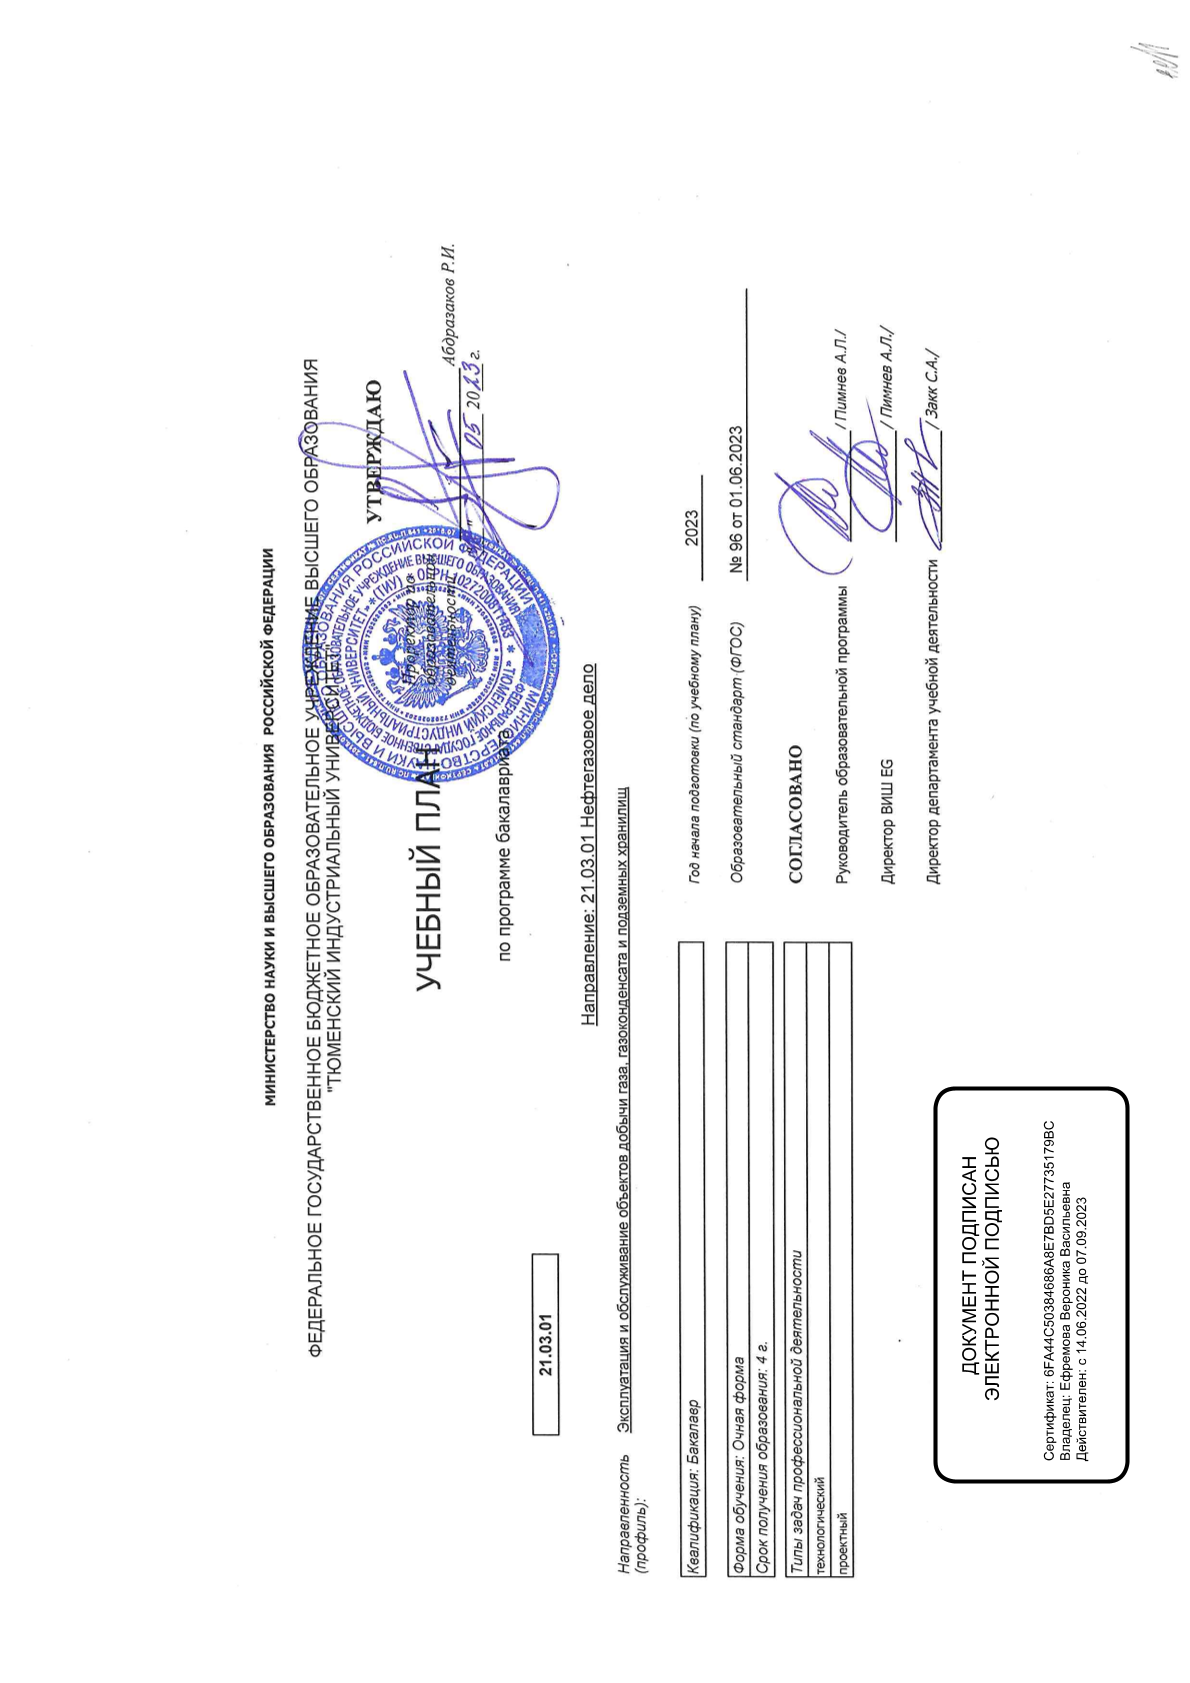 МИНИСТЕРСТВО НАУКИ И ВЫСШЕГО ОБРАЗОВАНИЯ РОССИЙСКОЙ ФЕДЕРАЦИИ
ФЕДЕРАЛЬНОЕ ГОСУДАРСТВЕННОЕ БЮДЖЕТНОЕ ОБРАЗОВАТЕЛЬНОЕ УЧРЕЖДЕНИЕ ВЫСШЕГО ОБРАЗОВАНИЯ
"ТЮМЕНСКИЙ ИНДУСТРИАЛЬНЫЙ УНИВЕРСИТЕТ"
УТВЕРЖДАЮ
Проректор по
образовательной
деятельности
Абдразаков Р.И.
05 2023 г.
УЧЕБНЫЙ ПЛАН
по программе бакалавриата
21.03.01
Направление: 21.03.01 Нефтегазовое дело
Направленность
(профиль):
Эксплуатация и обслуживание объектов добычи газа, газоконденсата и подземных хранилищ
Квалификация: Бакалавр
Форма обучения: Очная форма
Срок получения образования: 4 г.
Типы задач профессиональной деятельности
технологический
проектный
Год начала подготовки (по учебному плану) 2023
Образовательный стандарт (ФГОС) № 96 от 01.06.2023
СОГЛАСОВАНО
Руководитель образовательной программы / Пимнев А.Л./
Директор ВИШ EG / Пимнев А.Л./
Директор департамента учебной деятельности / Закк С.А./
ДОКУМЕНТ ПОДПИСАН
ЭЛЕКТРОННОЙ ПОДПИСЬЮ
Сертификат: 6FA44C50384686A8E7BD5E27735179BC
Владелец: Ефремова Вероника Васильевна
Действителен: с 14.06.2022 до 07.09.2023